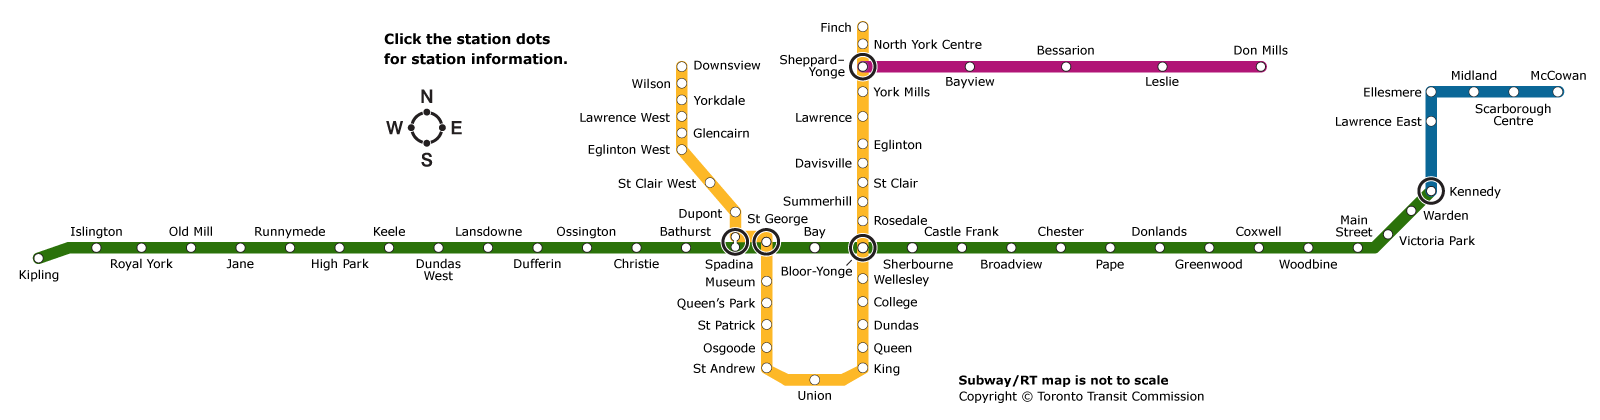 Click the station dots
for station information.
N
W
E
S
Downsview
Wilson
Yorkdale
Lawrence West
Glencairn
Eglinton West
St Clair West
Dupont
St George
Finch
North York Centre
Sheppard–
Yonge
York Mills
Lawrence
Eglinton
Davisville
St Clair
Summerhill
Rosedale
Bessarion
Don Mills
Bayview
Leslie
Midland
McCowan
Ellesmere
Scarborough
Centre
Lawrence East
Kennedy
Warden
Victoria Park
Main
Street
Islington
Old Mill
Runnymede
Keele
Lansdowne
Ossington
Bathurst
Bay
Castle Frank
Chester
Donlands
Coxwell
Kipling
Royal York
Jane
High Park
Dundas
West
Dufferin
Christie
Spadina
Bloor-Yonge
Sherbourne
Broadview
Pape
Greenwood
Woodbine
Museum
Queen’s Park
St Patrick
Osgoode
St Andrew
Union
Wellesley
College
Dundas
Queen
King
Subway/RT map is not to scale
Copyright © Toronto Transit Commission